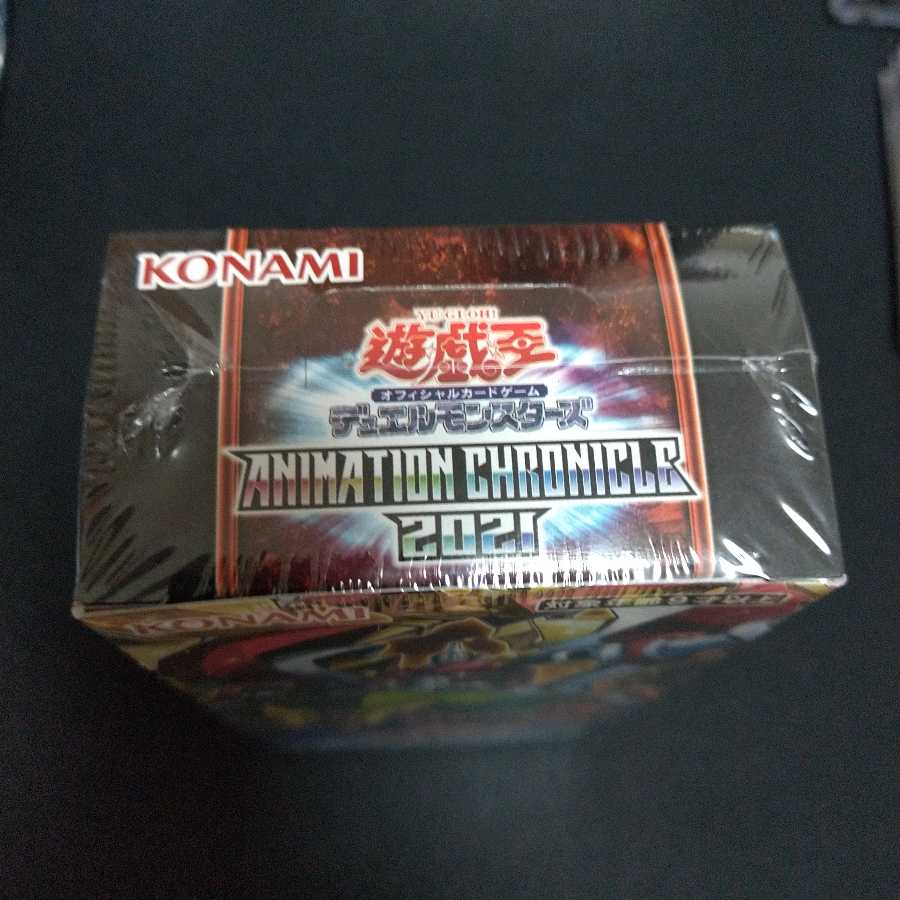 KONAMI
YU-GI-OH!
遊戯王
オフィシャルカードゲーム
デュエルモンスターズ
ANIMATION CHRONICLE
2021
KONAMI